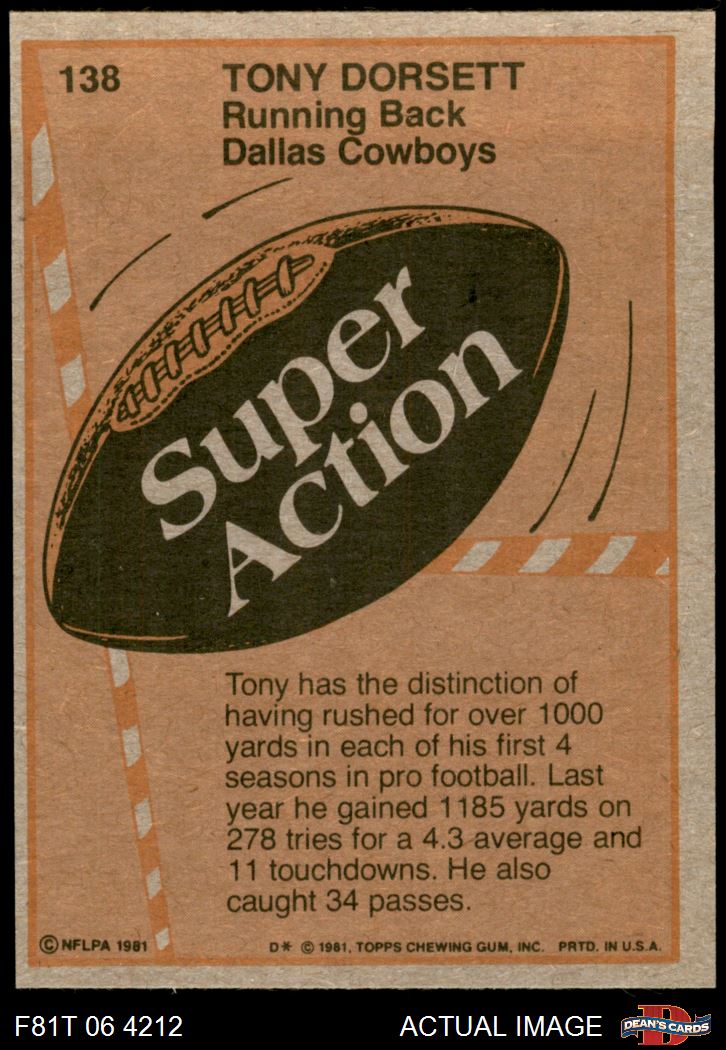 138
TONY DORSETT
Running Back
Dallas Cowboys
Super
Action
Tony has the distinction of
having rushed for over 1000
yards in each of his first 4
seasons in pro football. Last
year he gained 1185 yards on
278 tries for a 4.3 average and
11 touchdowns. He also
caught 34 passes.
© NFLPA 1981
D* © 1981, TOPPS CHEWING GUM, INC. PRTD. IN U.S.A.
F81T 06 4212
ACTUAL IMAGE
D
DEAN'S CARDS